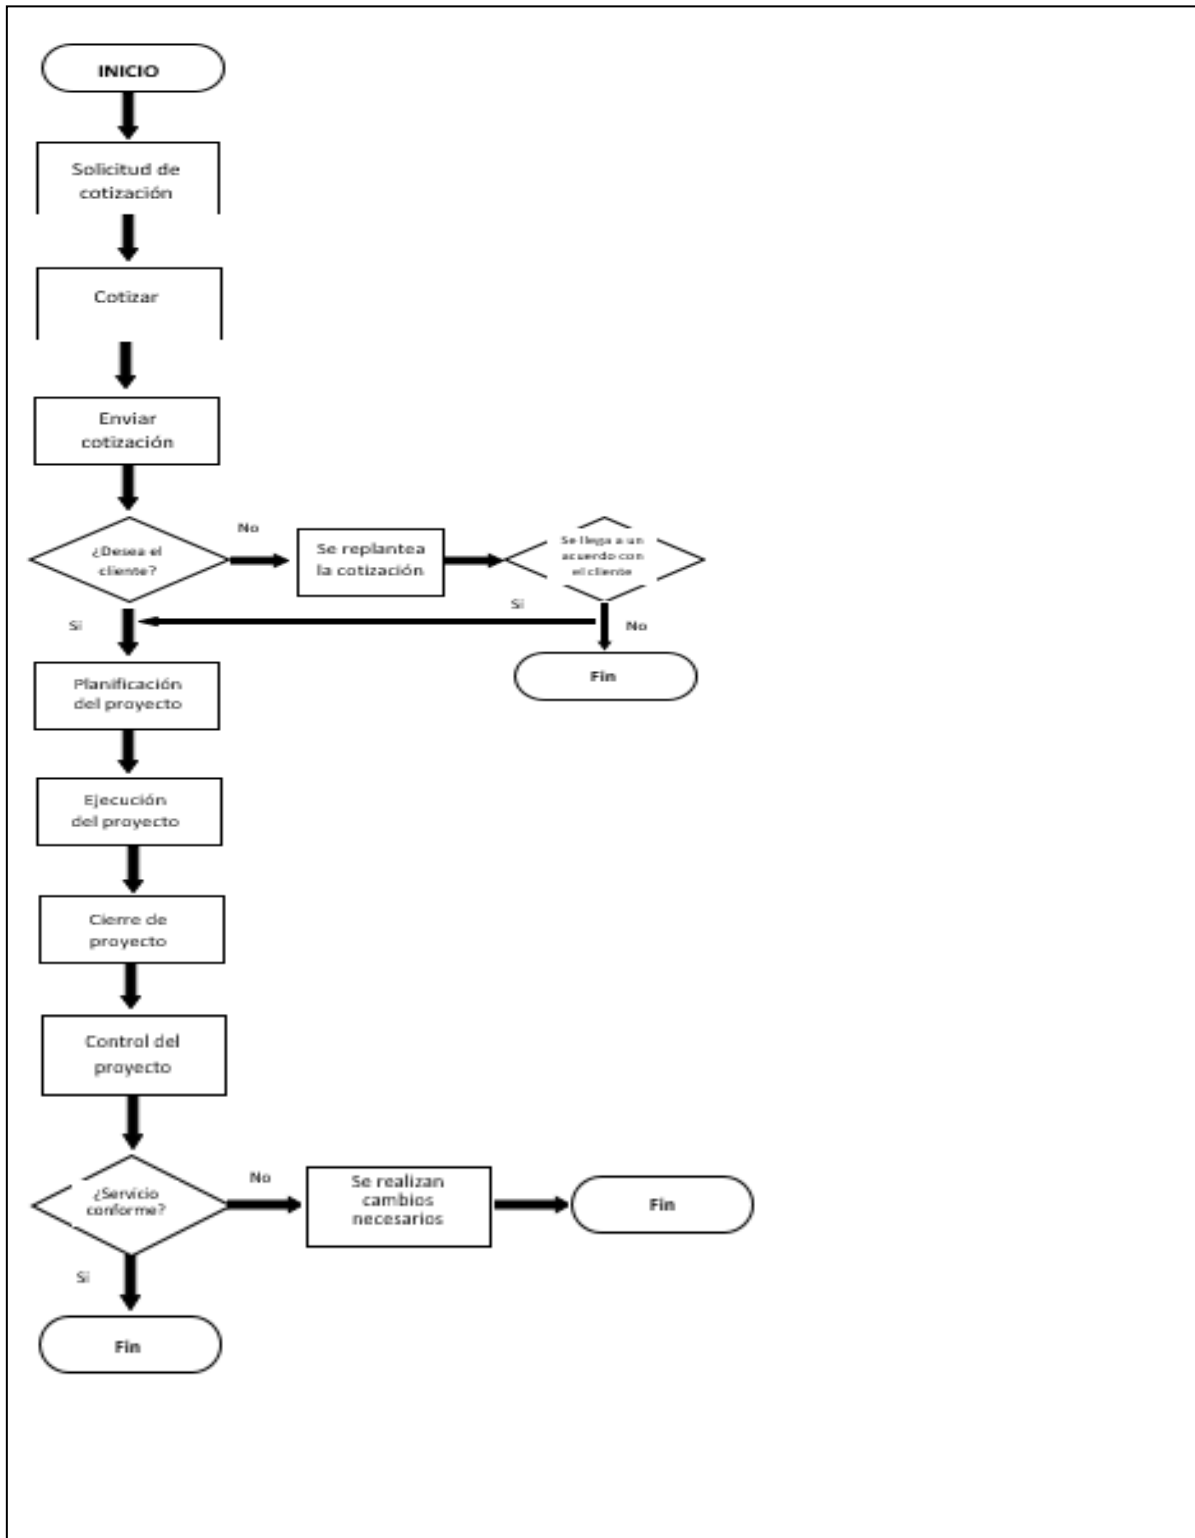 INICIO
Solicitud de
cotización
Cotizar
Enviar
cotización
¿Desea el
cliente?
No
Se replantea
la cotización
Se llega a un
acuerdo con
el cliente
Si
Si
No
Fin
Planificación
del proyecto
Ejecución
del proyecto
Cierre de
proyecto
Control del
proyecto
¿Servicio
conforme?
No
Se realizan
cambios
necesarios
Fin
Si
Fin